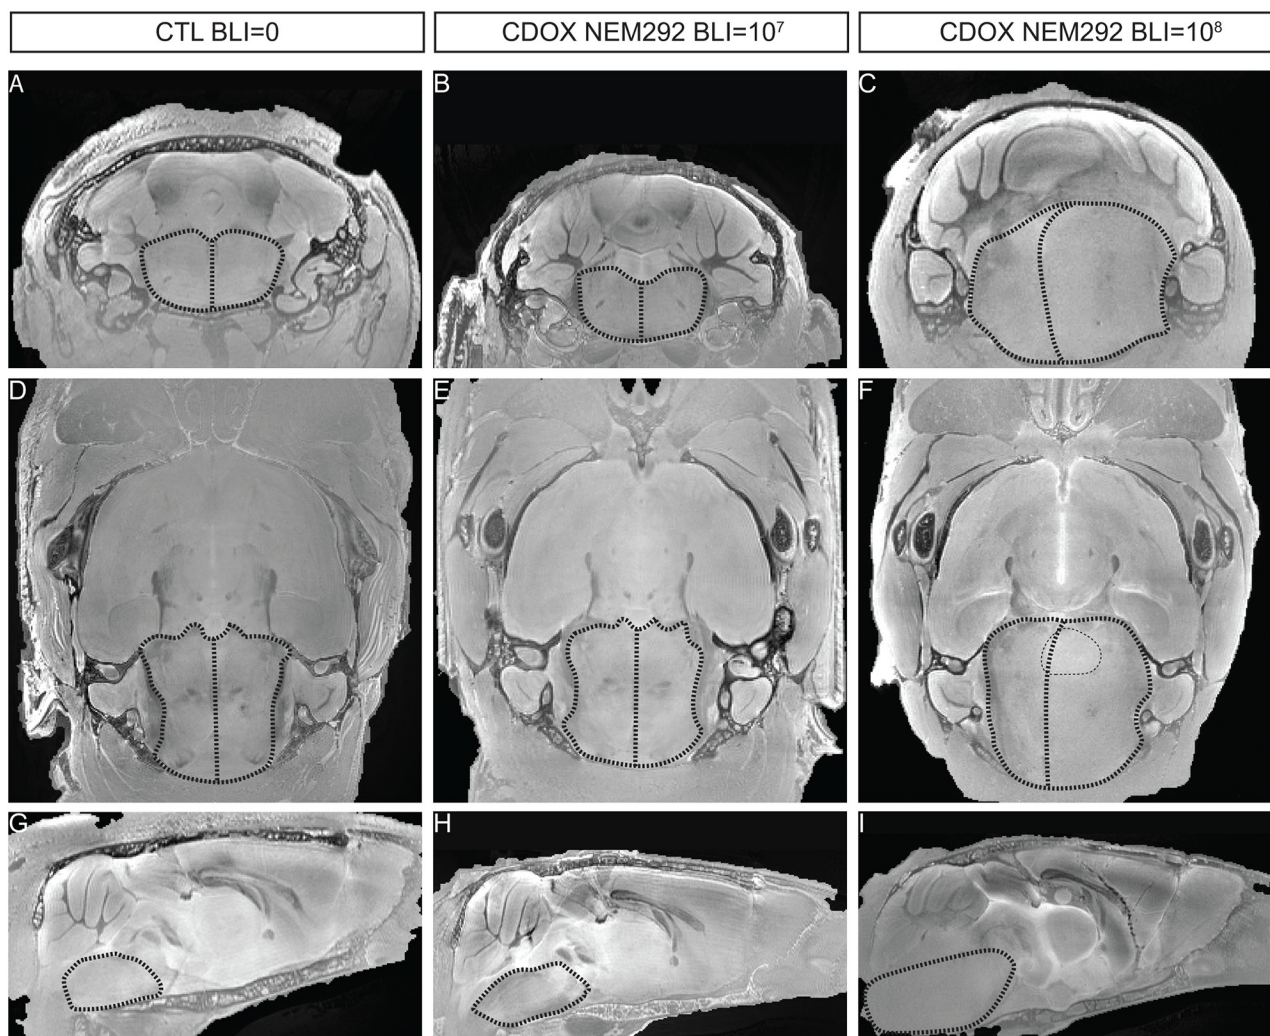 CTL BLI=0
CDOX NEM292 BLI=10⁷
CDOX NEM292 BLI=10⁸
A
B
C
D
E
F
G
H
I